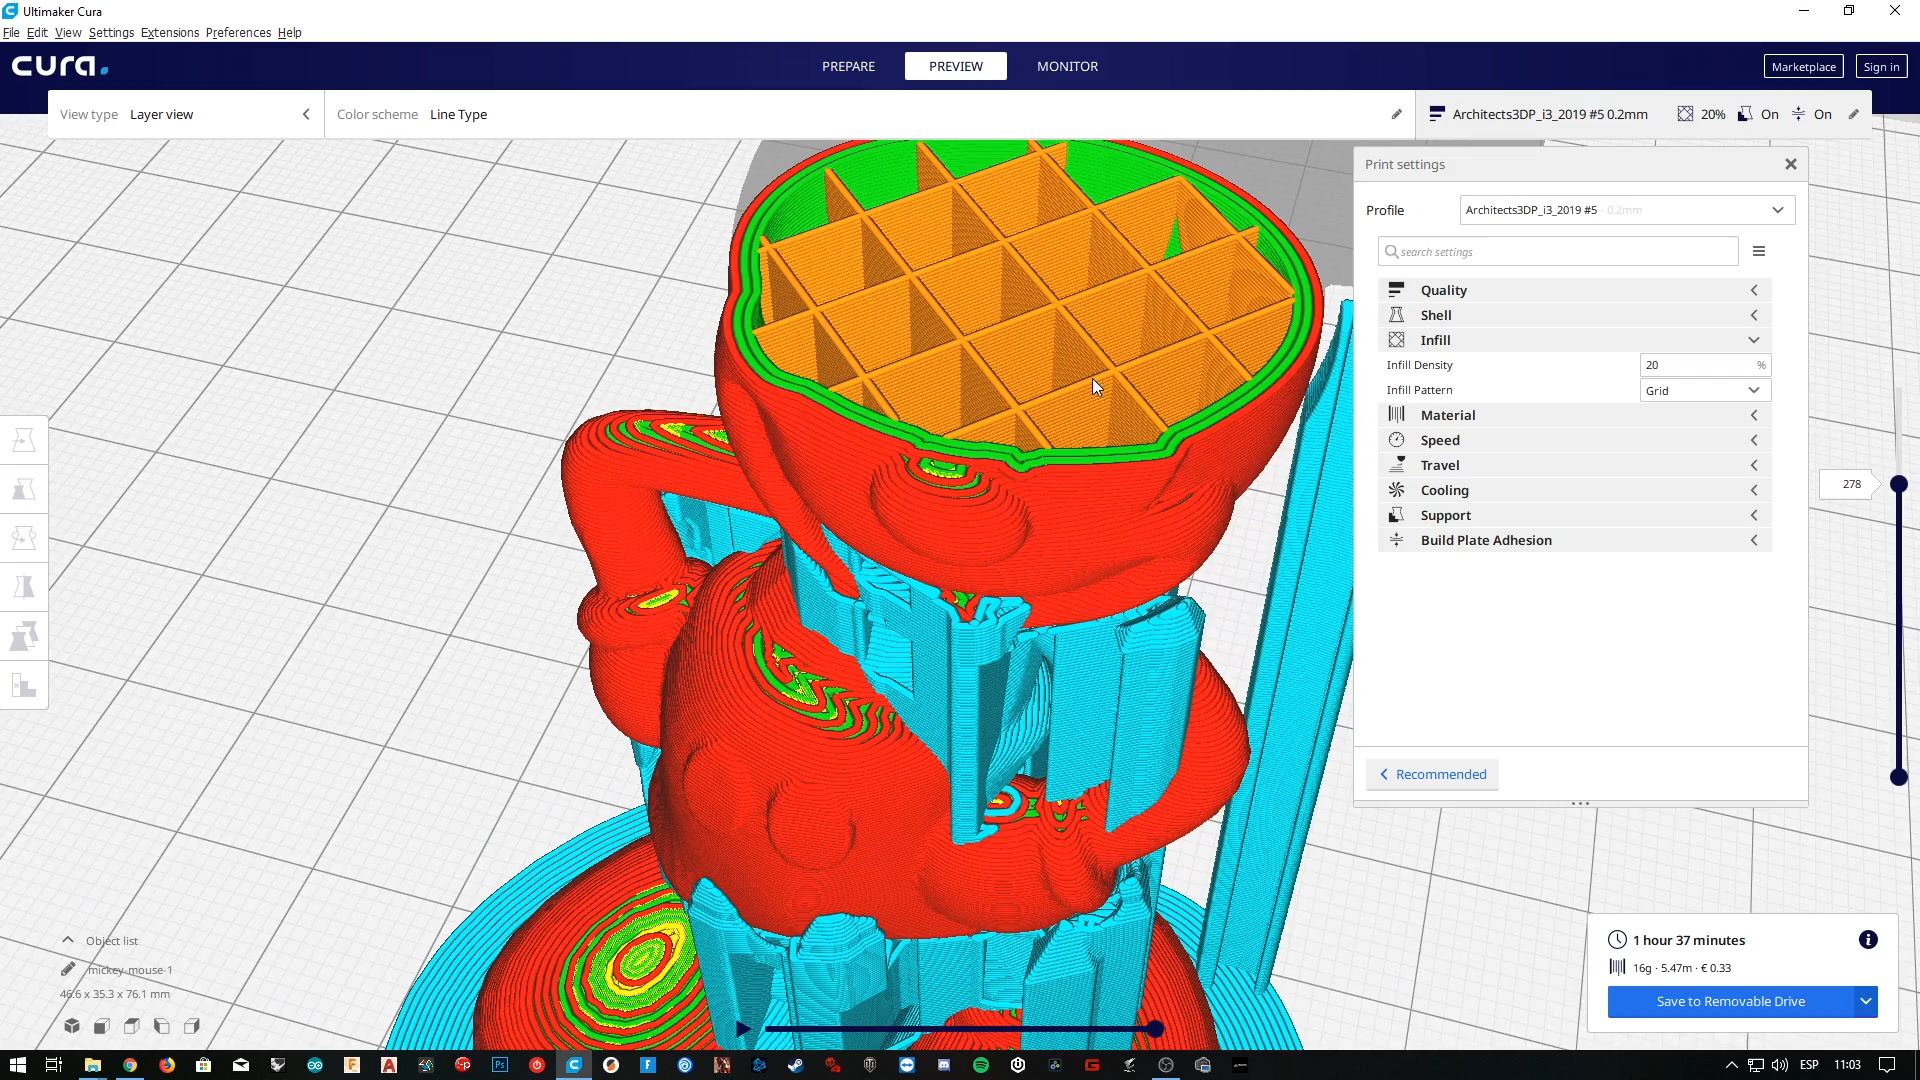 Ultimaker Cura
File Edit View Settings Extensions Preferences Help
cura.
PREPARE PREVIEW MONITOR
Marketplace Sign in
View type Layer view
Color scheme Line Type
Architects3DP_i3_2019 #5 0.2mm 20% On On
Print settings
Profile Architects3DP_i3_2019 #5 - 0.2mm
search settings
Quality
Shell
Infill
Infill Density 20 %
Infill Pattern Grid
Material
Speed
Travel
Cooling
Support
Build Plate Adhesion
278
Recommended
Object list
mickey-mouse-1
46.6 x 35.3 x 76.1 mm
1 hour 37 minutes
16g · 5.47m · € 0.33
Save to Removable Drive
ESP 11:03